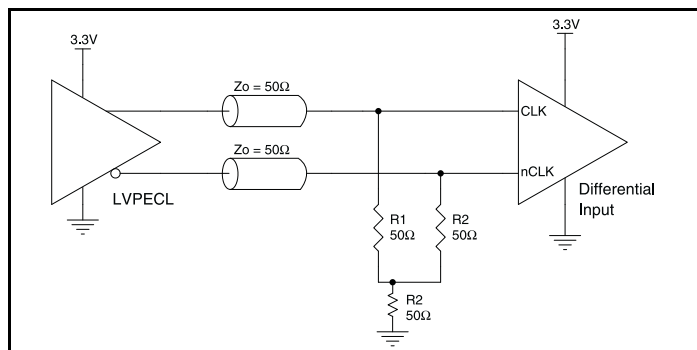 3.3V
3.3V
Zo = 50Ω
CLK
Zo = 50Ω
nCLK
LVPECL
Differential
Input
R1
50Ω
R2
50Ω
R2
50Ω